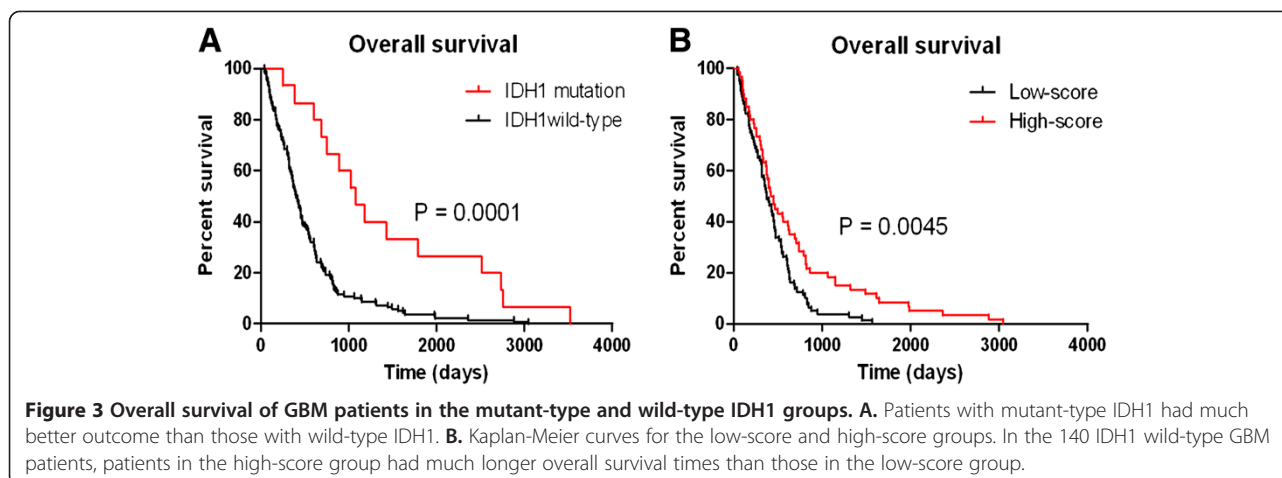 A
Overall survival
IDH1 mutation
IDH1wild-type
P = 0.0001
Percent survival
100
80
60
40
20
0
0 1000 2000 3000 4000
Time (days)
B
Overall survival
Low-score
High-score
P = 0.0045
Percent survival
100
80
60
40
20
0
0 1000 2000 3000 4000
Time (days)
Figure 3 Overall survival of GBM patients in the mutant-type and wild-type IDH1 groups. A. Patients with mutant-type IDH1 had much
better outcome than those with wild-type IDH1. B. Kaplan-Meier curves for the low-score and high-score groups. In the 140 IDH1 wild-type GBM
patients, patients in the high-score group had much longer overall survival times than those in the low-score group.